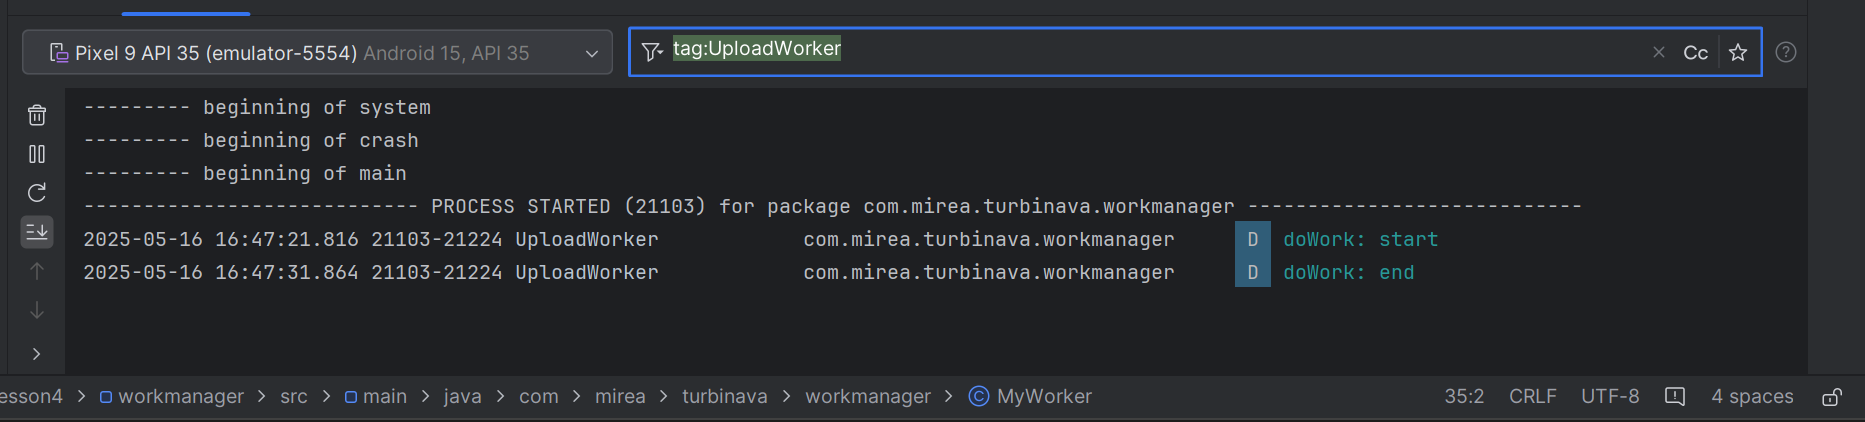 Pixel 9 API 35 (emulator-5554) Android 15, API 35
tag:UploadWorker
Cc
--------- beginning of system
--------- beginning of crash
--------- beginning of main
---------------------------- PROCESS STARTED (21103) for package com.mirea.turbinava.workmanager ----------------------------
2025-05-16 16:47:21.816 21103-21224 UploadWorker com.mirea.turbinava.workmanager D doWork: start
2025-05-16 16:47:31.864 21103-21224 UploadWorker com.mirea.turbinava.workmanager D doWork: end
esson4 > workmanager > src > main > java > com > mirea > turbinava > workmanager > MyWorker 35:2 CRLF UTF-8 4 spaces